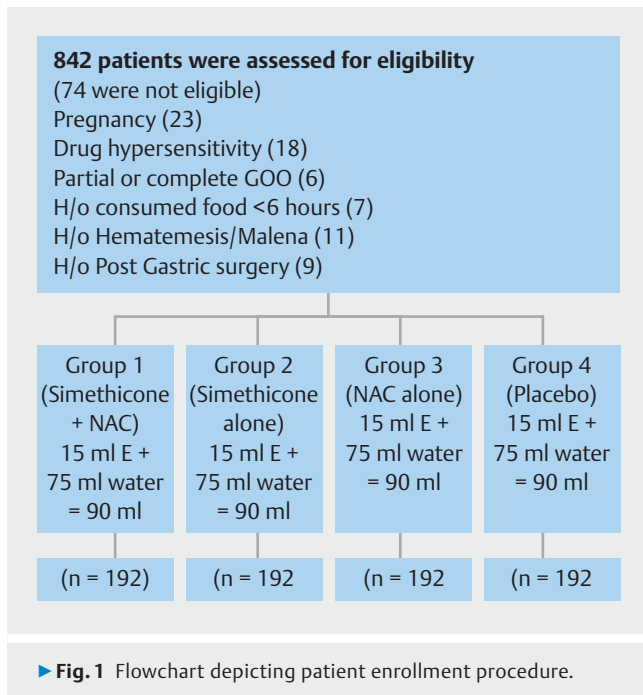 842 patients were assessed for eligibility
(74 were not eligible)
Pregnancy (23)
Drug hypersensitivity (18)
Partial or complete GOO (6)
H/o consumed food <6 hours (7)
H/o Hematemesis/Malena (11)
H/o Post Gastric surgery (9)
Group 1
(Simethicone
+ NAC)
15 ml E +
75 ml water
= 90 ml
Group 2
(Simethicone
alone)
15 ml E +
75 ml water
= 90 ml
Group 3
(NAC alone)
15 ml E +
75 ml water
= 90 ml
Group 4
(Placebo)
15 ml E +
75 ml water
= 90 ml
(n = 192)
(n = 192
(n = 192
(n = 192
▶ Fig. 1 Flowchart depicting patient enrollment procedure.